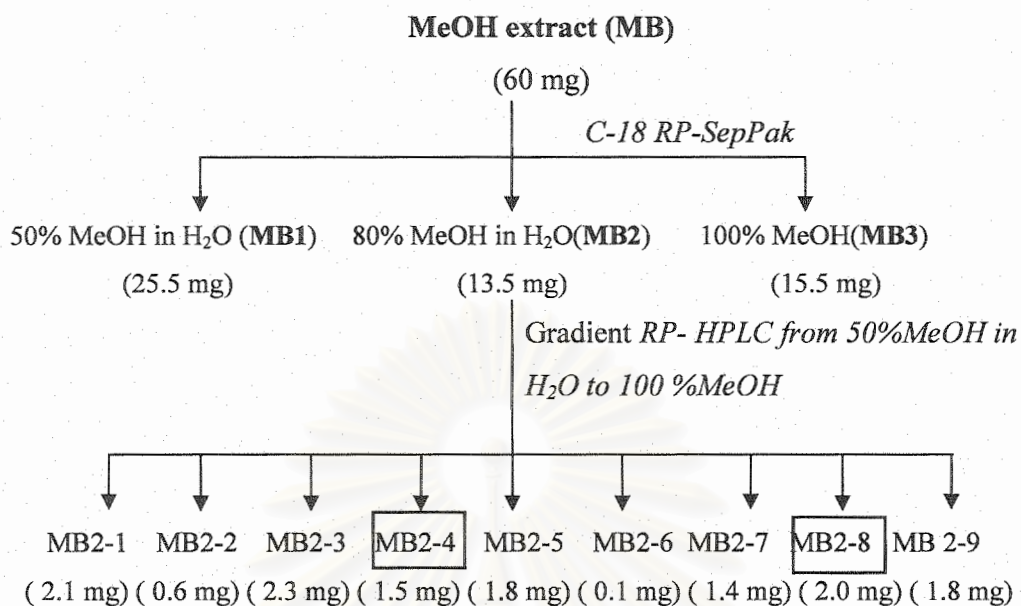 MeOH extract (MB)
(60 mg)
C-18 RP-SepPak
50% MeOH in H₂O (MB1) 80% MeOH in H₂O(MB2) 100% MeOH(MB3)
(25.5 mg) (13.5 mg) (15.5 mg)
Gradient RP- HPLC from 50%MeOH in
H₂O to 100 %MeOH
MB2-1 MB2-2 MB2-3 MB2-4 MB2-5 MB2-6 MB2-7 MB2-8 MB 2-9
( 2.1 mg) ( 0.6 mg) ( 2.3 mg) ( 1.5 mg) ( 1.8 mg) ( 0.1 mg) ( 1.4 mg) ( 2.0 mg) ( 1.8 mg)